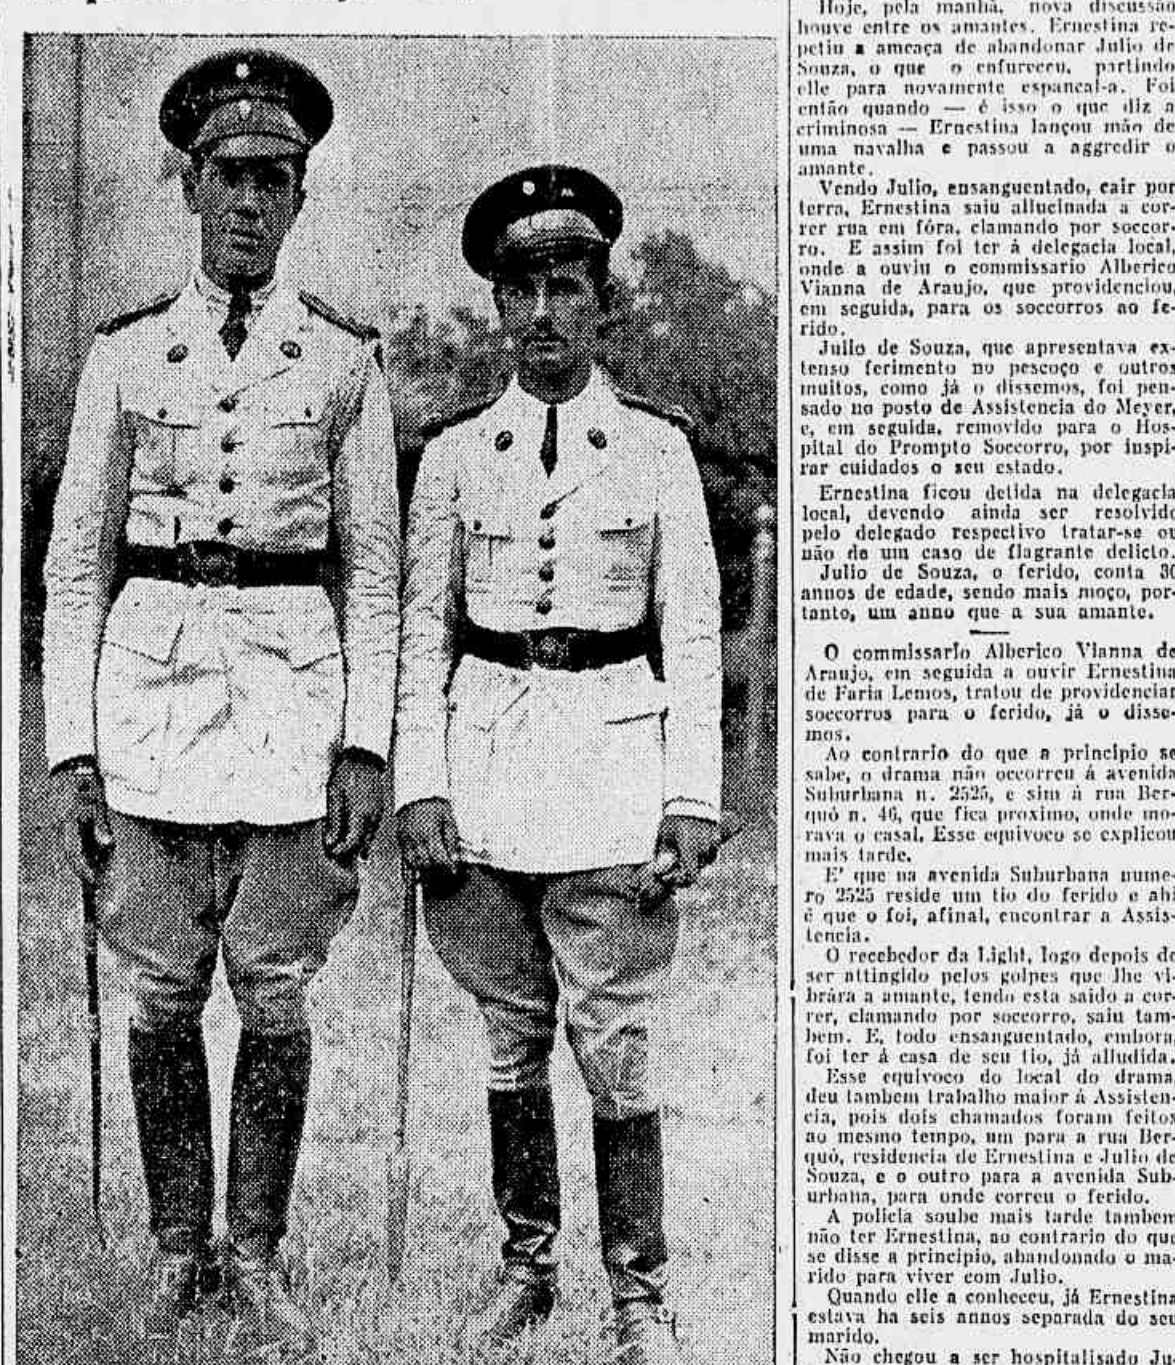 Hoje, pela manhã, nova discussão
houve entre os amantes. Ernestina re-
petiu a ameaça de abandonar Julio de
Souza, o que o enfureceu, partindo
elle para novamente espancal-a. Foi
então quando — é isso o que diz a
criminosa — Ernestina lançou mão de
uma navalha e passou a aggredir o
amante.
Vendo Julio, ensanguentado, cair por
terra, Ernestina saiu allucinada a cor-
rer rua em fóra, clamando por soccor-
ro. E assim foi ter á delegacia local,
onde a ouviu o commissario Alberico
Vianna de Araujo, que providenciou,
em seguida, para os soccorros ao fe-
rido.
Julio de Souza, que apresentava ex-
tenso ferimento no pescoço e outros
muitos, como já o dissemos, foi pen-
sado no posto de Assistencia do Meyer,
e, em seguida, removido para o Hos-
pital do Prompto Soccorro, por inspi-
rar cuidados o seu estado.
Ernestina ficou detida na delegacia
local, devendo ainda ser resolvido
pelo delegado respectivo tratar-se ou
não de um caso de flagrante delicto.
Julio de Souza, o ferido, conta 30
annos de edade, sendo mais moço, por-
tanto, um anno que a sua amante.
O commissario Alberico Vianna de
Araujo, em seguida a ouvir Ernestina
de Faria Lemos, tratou de providenciar
soccorros para o ferido, já o disse-
mos.
Ao contrario do que a principio se
sabe, o drama não occorreu á avenida
Suburbana n. 2525, e sim á rua Ber-
quó n. 46, que fica proximo, onde mo-
rava o casal. Esse equivoco se explicou
mais tarde.
E' que na avenida Suburbana nume-
ro 2525 reside um tio do ferido e ahi
é que o foi, afinal, encontrar a Assis-
tencia.
O recebedor da Light, logo depois de
ser attingido pelos golpes que lhe vi-
brára a amante, tendo esta saido a cor-
rer, clamando por soccorro, saiu tam-
bem. E, todo ensanguentado, embora,
foi ter á casa de seu tio, já alludida.
Esse equivoco do local do drama
deu tambem trabalho maior á Assisten-
cia, pois dois chamados foram feitos
ao mesmo tempo, um para a rua Ber-
quó, residencia de Ernestina e Julio de
Souza, e o outro para a avenida Sub-
urbana, para onde correu o ferido.
A policia soube mais tarde tambem
não ter Ernestina, ao contrario do que
se disse a principio, abandonado o ma-
rido para viver com Julio.
Quando elle a conheceu, já Ernestina
estava ha seis annos separada do seu
marido.
Não chegou a ser hospitalisado Ju-